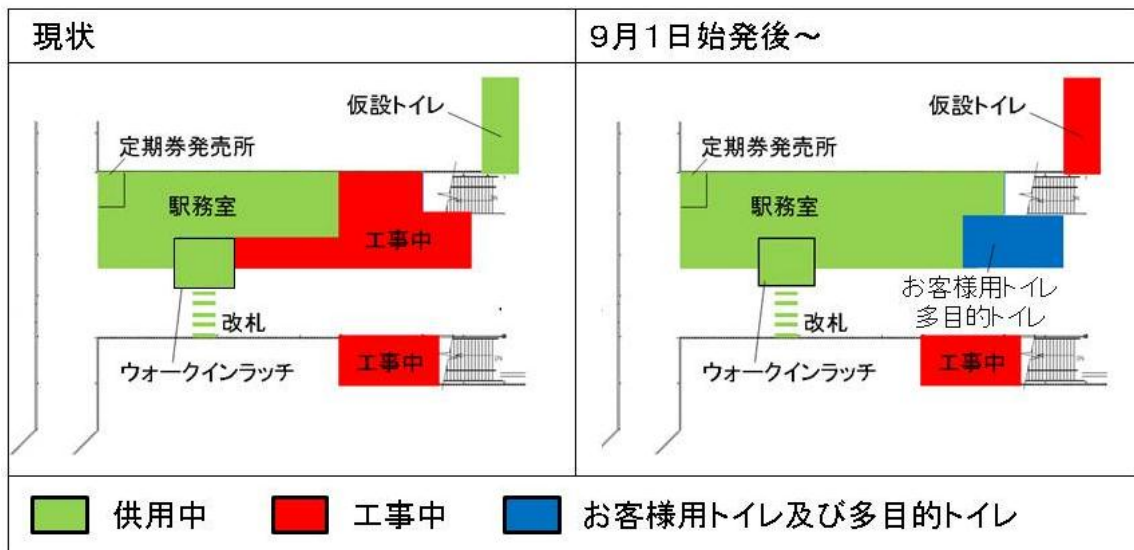 現状
9月1日始発後～
仮設トイレ
定期券発売所
駅務室
工事中
改札
ウォークインラッチ
工事中
仮設トイレ
定期券発売所
駅務室
お客様用トイレ
多目的トイレ
改札
ウォークインラッチ
工事中
供用中
工事中
お客様用トイレ及び多目的トイレ